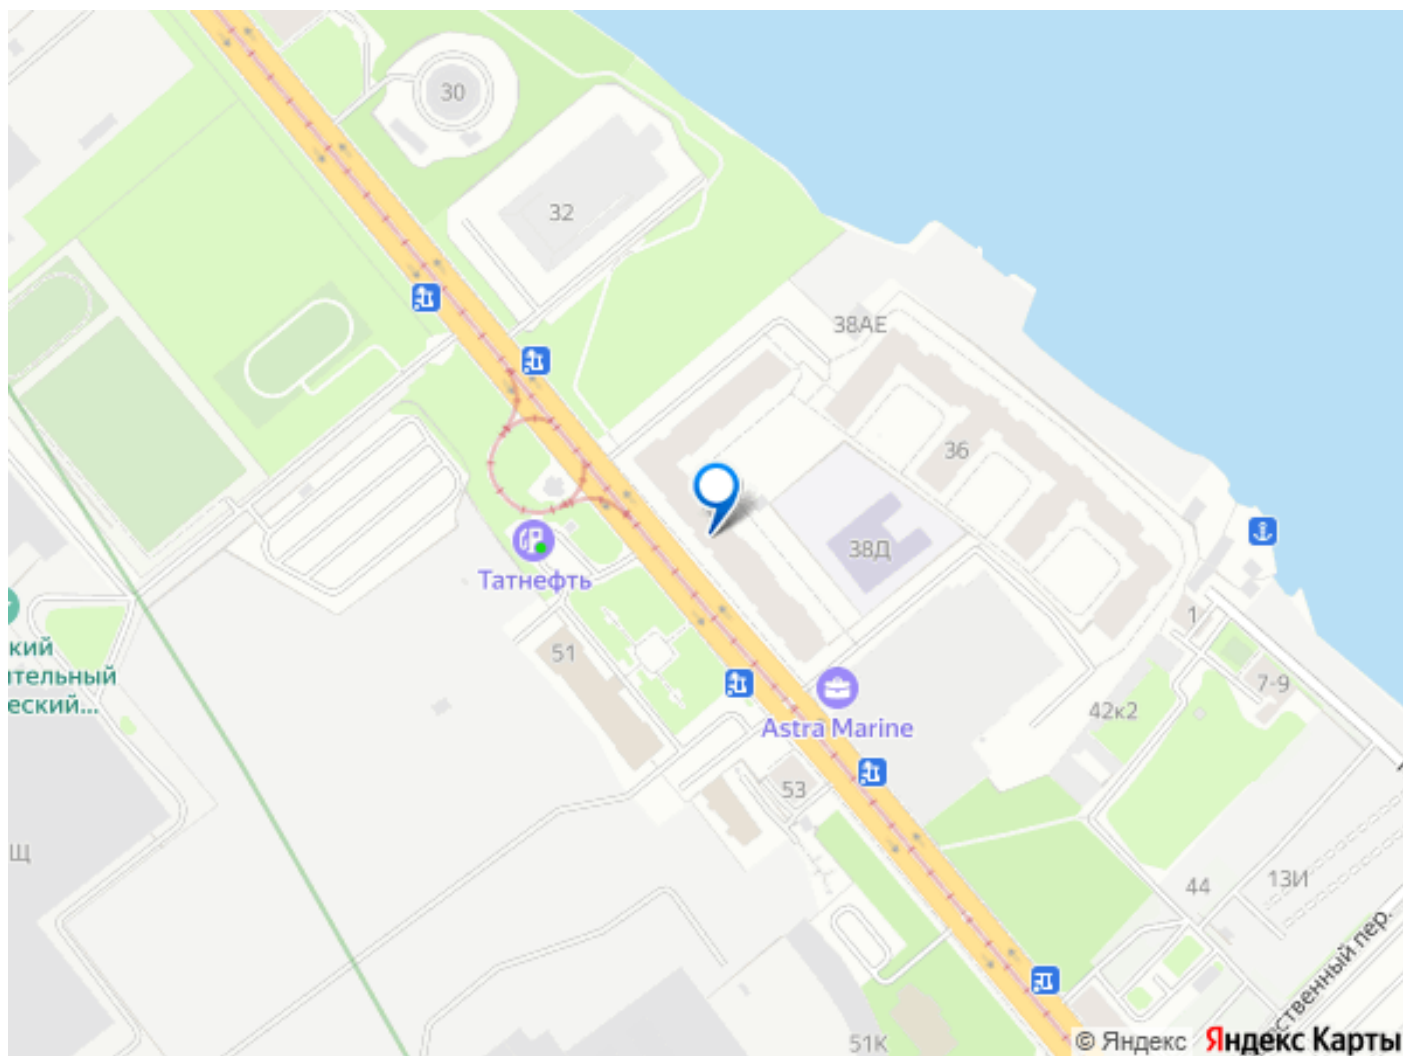 30
32
38АЕ
36
38Д
Татнефть
51
кий
тельный
еский...
1
7-9
42к2
Astra Marine
53
Щ
44
13И
ственный пер.
51К
© Яндекс Яндекс Карты